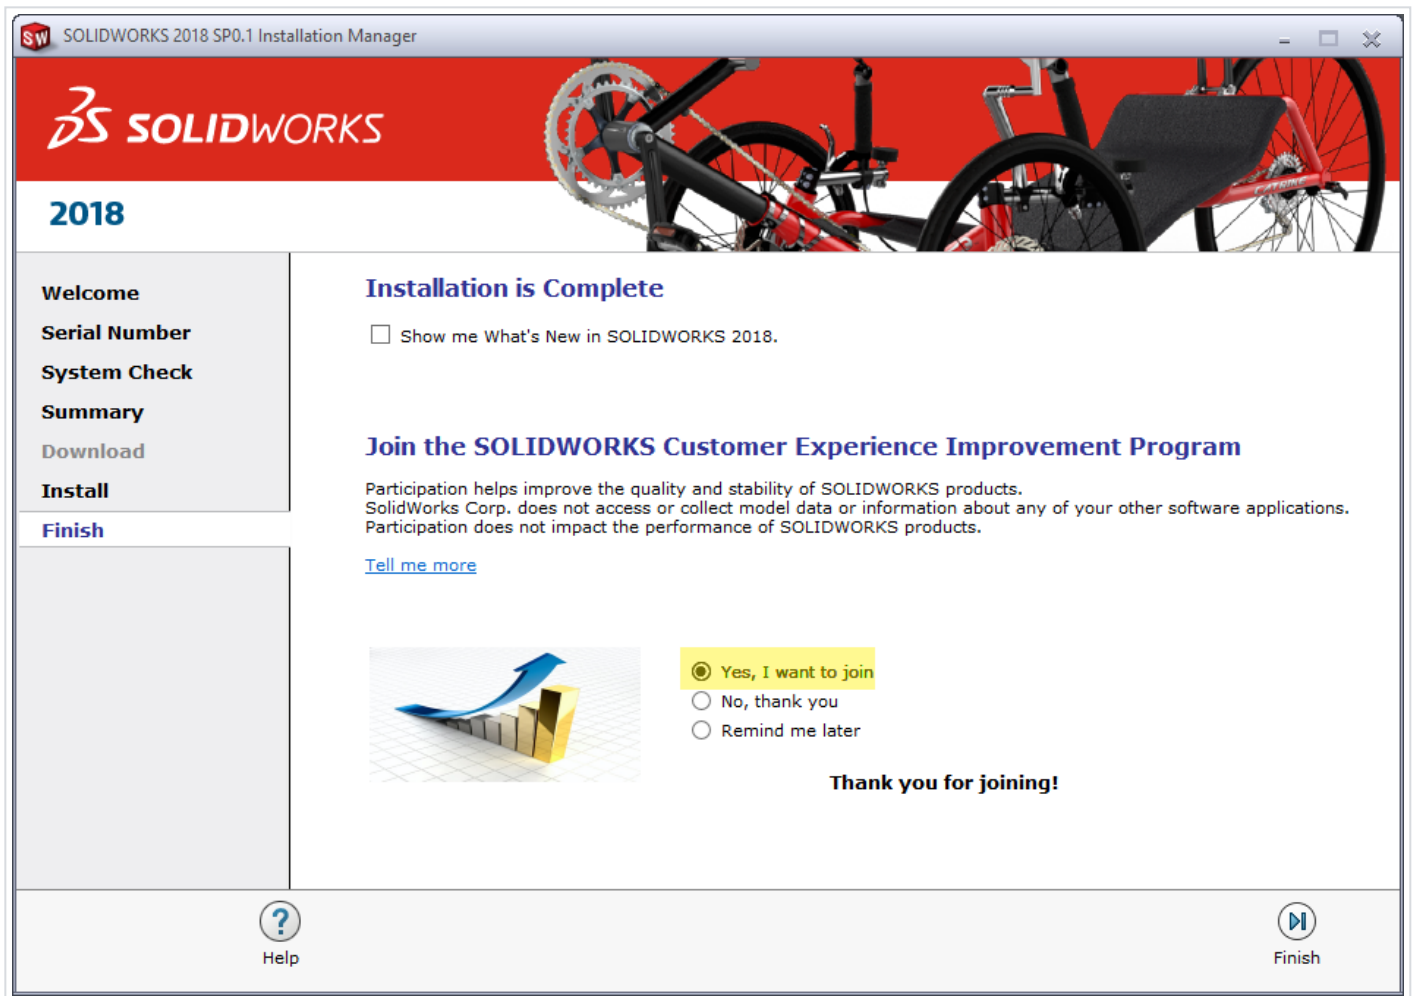 SW SOLIDWORKS 2018 SP0.1 Installation Manager
3S SOLIDWORKS
2018
CATRIKE
Welcome
Serial Number
System Check
Summary
Download
Install
Finish
Installation is Complete
Show me What's New in SOLIDWORKS 2018.
Join the SOLIDWORKS Customer Experience Improvement Program
Participation helps improve the quality and stability of SOLIDWORKS products.
SolidWorks Corp. does not access or collect model data or information about any of your other software applications.
Participation does not impact the performance of SOLIDWORKS products.
Tell me more
Yes, I want to join
No, thank you
Remind me later
Thank you for joining!
? Help
Finish